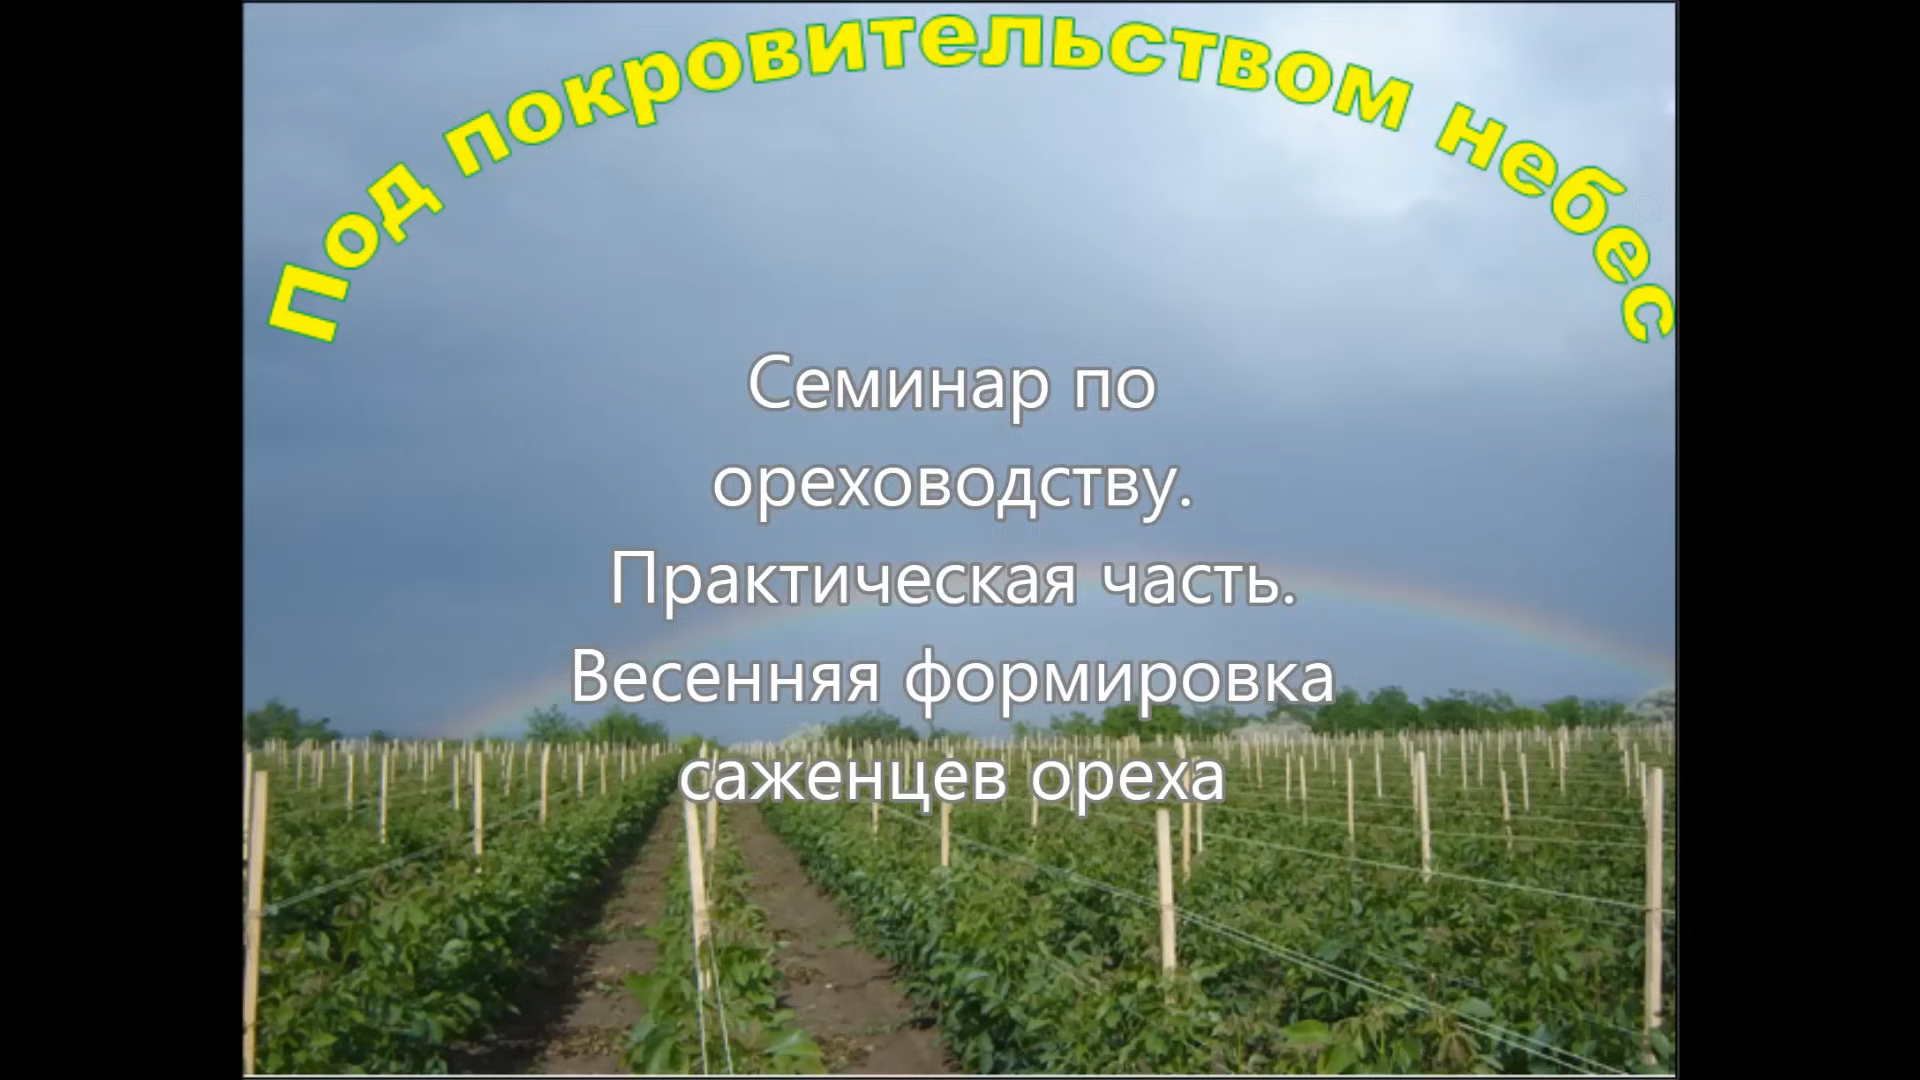 Под покровительством небес
Семинар по
ореховодству.
Практическая часть.
Весенняя формировка
саженцев ореха